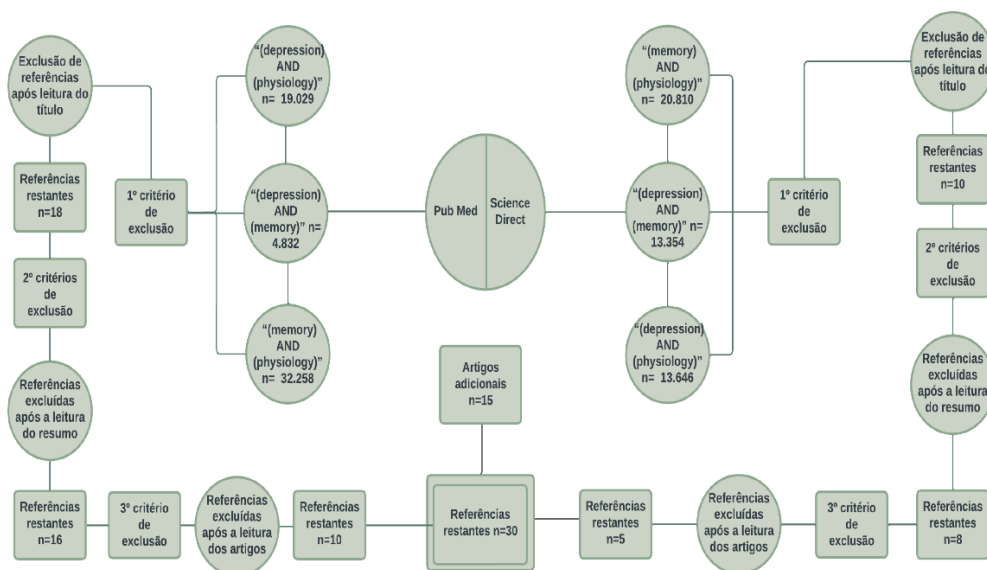 Exclusão de
referências
após leitura do
título
Referências
restantes
n=18
2º critérios
de
exclusão
Referências
excluídas
após a leitura
do resumo
Referências
restantes
n=16
1º critério
de
exclusão
“(depression)
AND
(physiology)”
n= 19.029
“(depression)
AND
(memory)” n=
4.832
“(memory)
AND
(physiology)”
n= 32.258
Pub Med
Science
Direct
“(memory)
AND
(physiology)”
n= 20.810
“(depression)
AND
(memory)” n=
13.354
“(depression)
AND
(physiology)”
n= 13.646
1º critério
de
exclusão
Exclusão de
referências
após leitura do
título
Referências
restantes
n=10
2º critérios
de
exclusão
Referências
excluídas
após a leitura
do resumo
Referências
restantes
n=8
Artigos
adicionais
n=15
3º critério de
exclusão
Referências
excluídas
após a leitura
dos artigos
Referências
restantes
n=10
Referências
restantes n=30
Referências
restantes
n=5
Referências
excluídas
após a leitura
dos artigos
3º critério de
exclusão